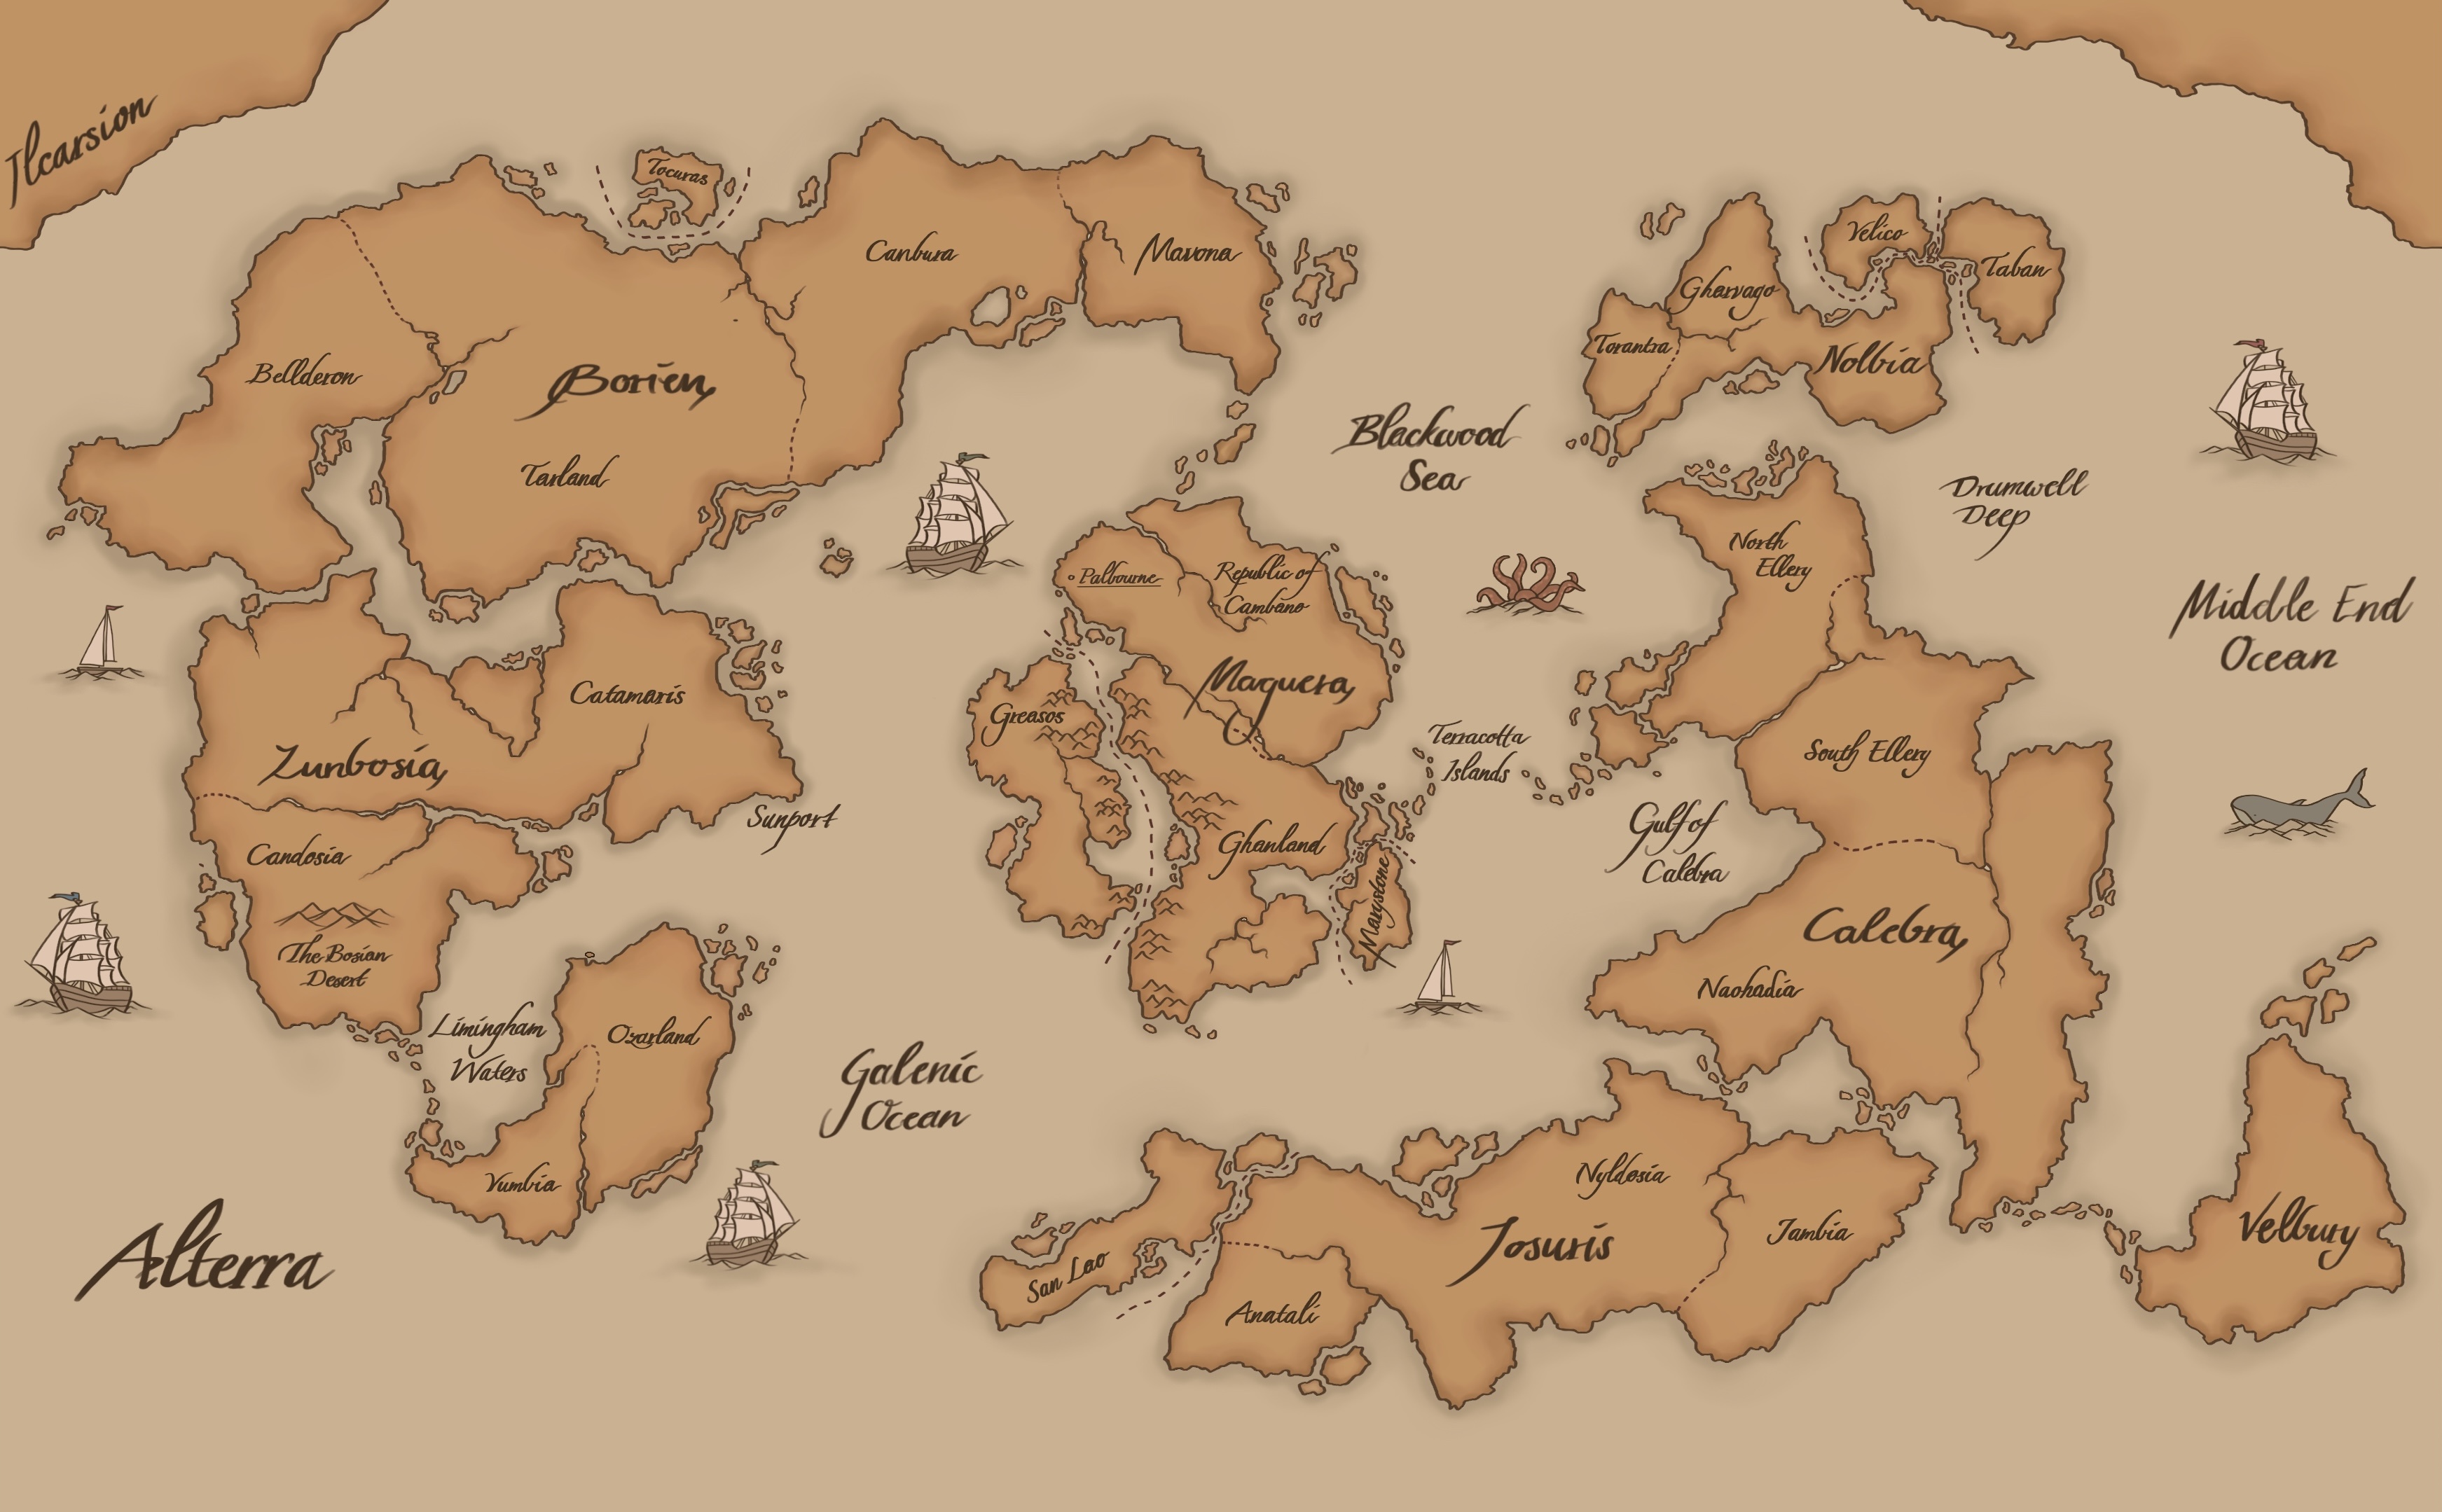 Ilcarsion
Tocuras
Canbura
Mavona
Bellderon
Borien
Tarland
Velico
Taban
Gharvago
Torantra
Nolbia
Blackwood
Sea
Drumwell
Deep
North
Ellery
Palbourne
Republic of
Cambano
Middle End
Ocean
Maquera
Greasos
Catamaris
Zunbosia
Terracotta
Islands
South Ellery
Sunport
Gulf of
Calebra
Ghanland
Candosia
Marystone
The Bosian
Desert
Calebra
Naohadia
Limingham
Waters
Ozarland
Galenic
Ocean
Yumbia
Nyldosia
Josuris
Jambia
Velbury
San Lao
Anatali
Alterra